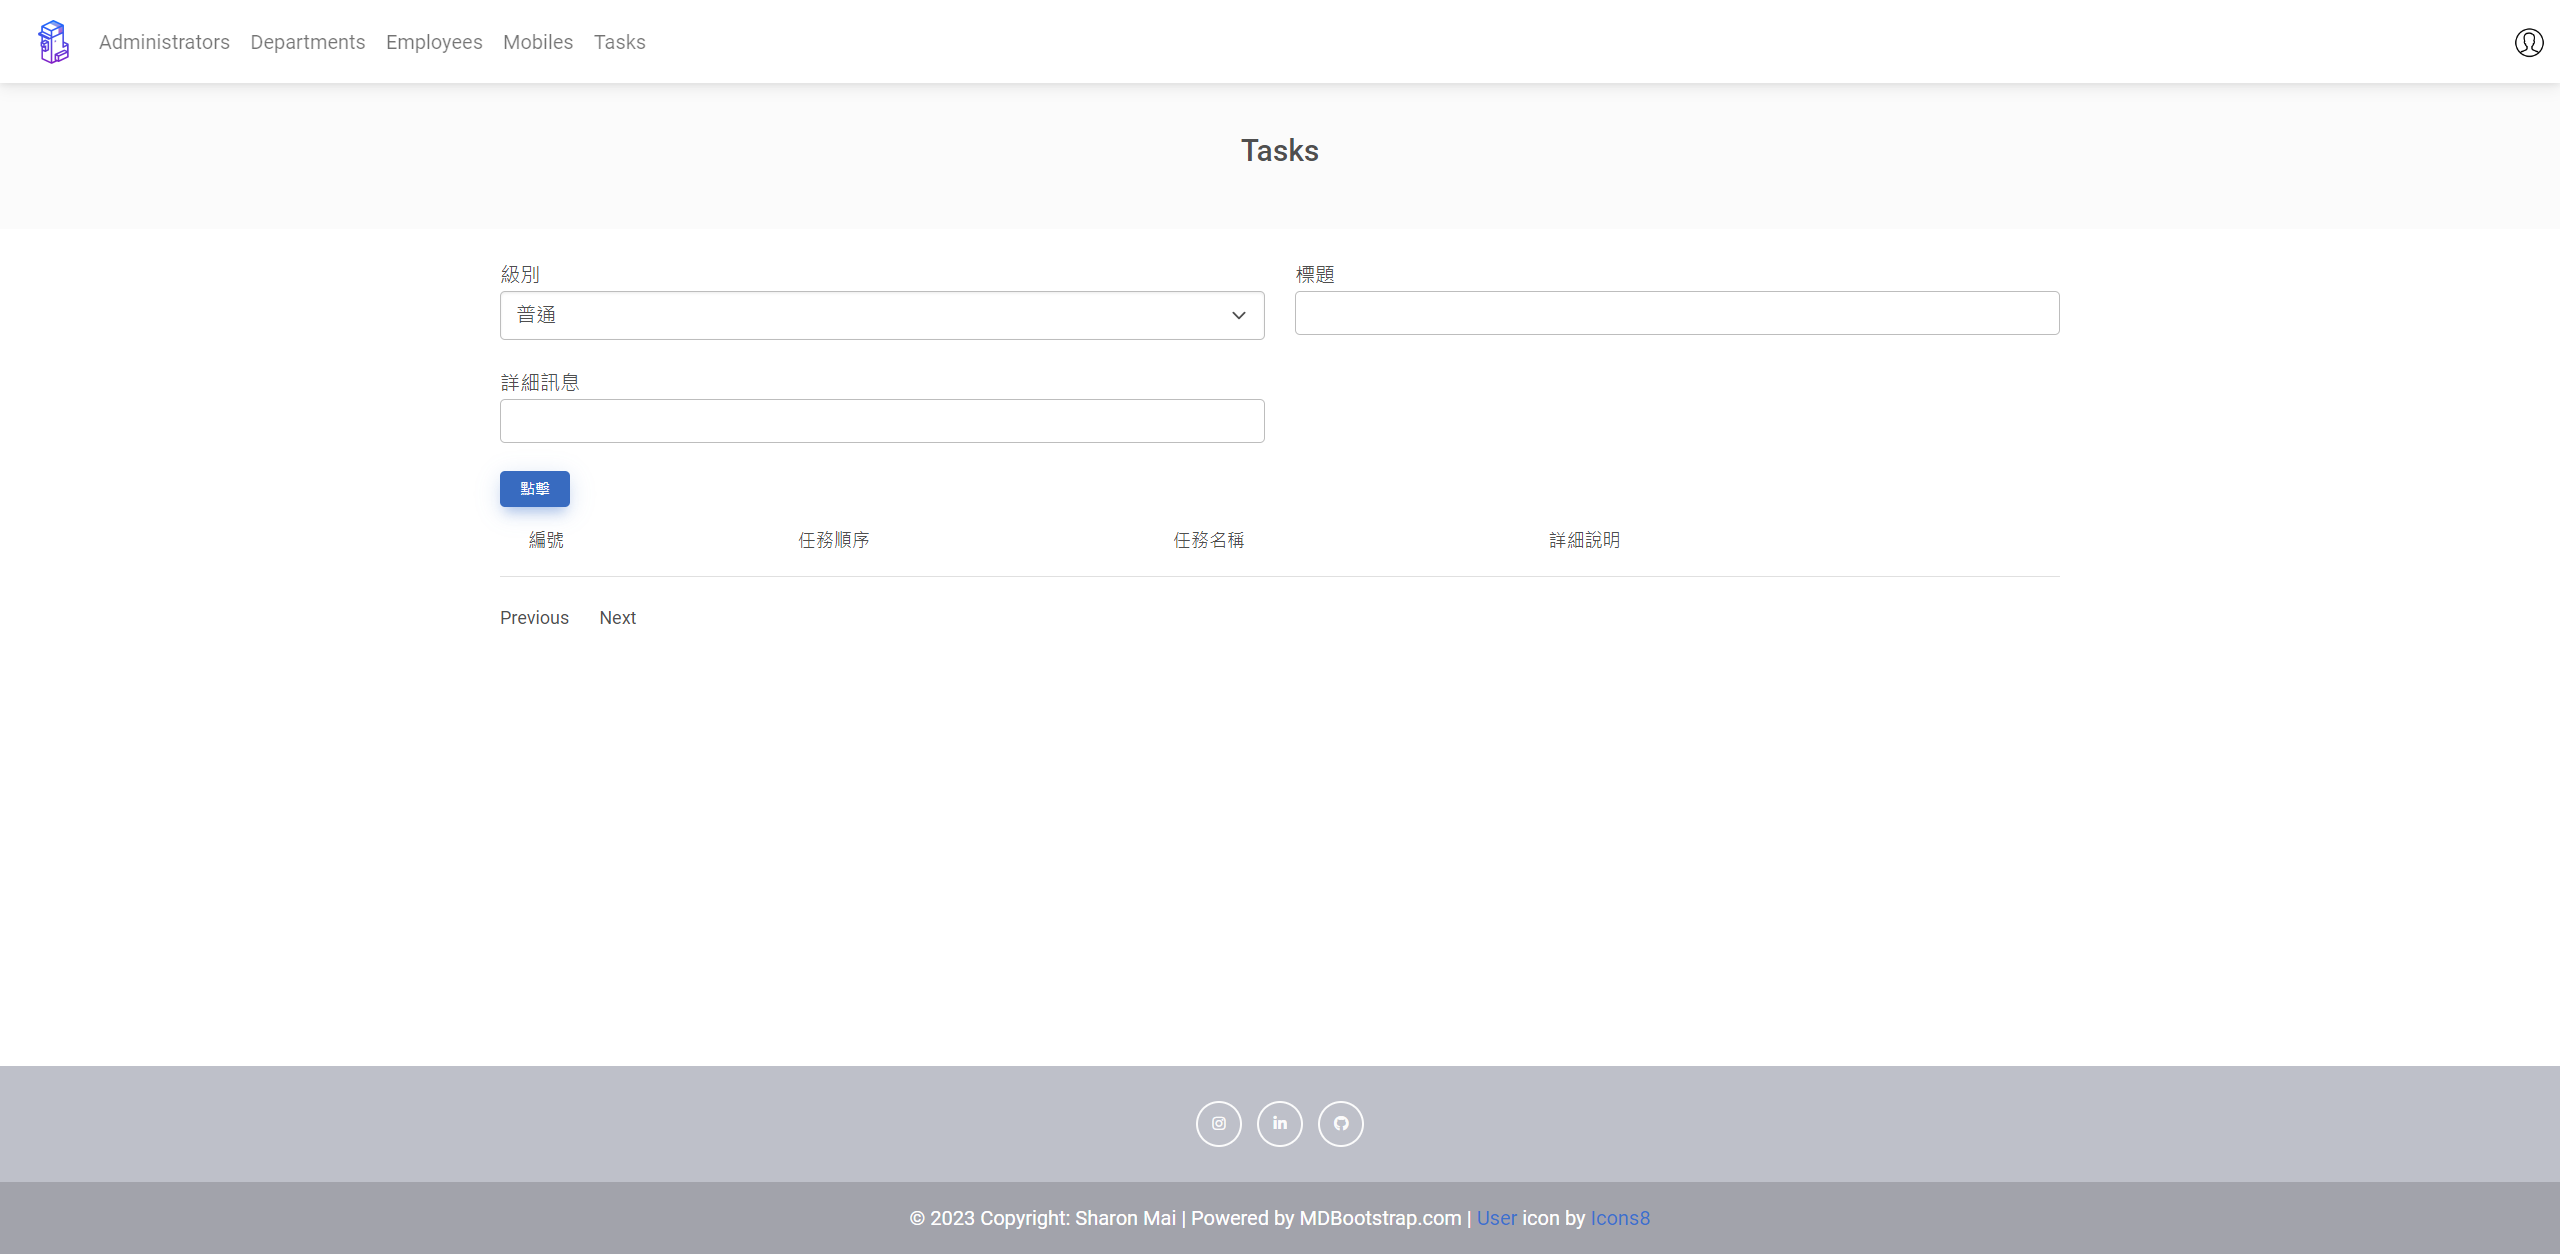 Administrators Departments Employees Mobiles Tasks
Tasks
級別
標題
普通
詳細訊息
點擊
編號 任務順序 任務名稱 詳細說明
Previous Next
© 2023 Copyright: Sharon Mai | Powered by MDBootstrap.com | User icon by Icons8